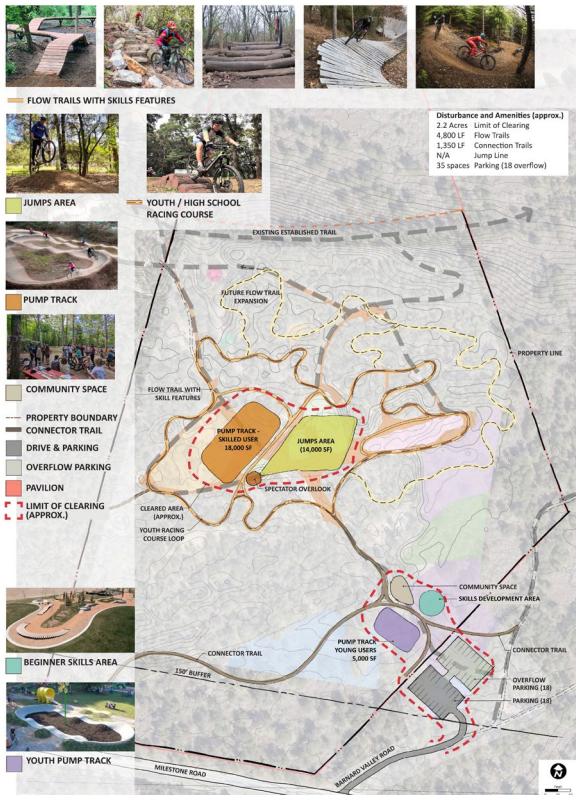 FLOW TRAILS WITH SKILLS FEATURES
Disturbance and Amenities (approx.)
2.2 Acres Limit of Clearing
4,800 LF Flow Trails
1,350 LF Connection Trails
N/A Jump Line
35 spaces Parking (18 overflow)
JUMPS AREA
YOUTH / HIGH SCHOOL
RACING COURSE
PUMP TRACK
COMMUNITY SPACE
PROPERTY BOUNDARY
CONNECTOR TRAIL
DRIVE & PARKING
OVERFLOW PARKING
PAVILION
LIMIT OF CLEARING
(APPROX.)
BEGINNER SKILLS AREA
YOUTH PUMP TRACK
EXISTING ESTABLISHED TRAIL
FUTURE FLOW TRAIL
EXPANSION
PROPERTY LINE
FLOW TRAIL WITH
SKILL FEATURES
PUMP TRACK -
SKILLED USER
18,000 SF
JUMPS AREA
(14,000 SF)
SPECTATOR OVERLOOK
CLEARED AREA
(APPROX.)
YOUTH RACING
COURSE LOOP
COMMUNITY SPACE
SKILLS DEVELOPMENT AREA
PUMP TRACK
YOUNG USERS
5,000 SF
CONNECTOR TRAIL
CONNECTOR TRAIL
150' BUFFER
OVERFLOW
PARKING (18)
PARKING (18)
MILESTONE ROAD
BARNARD VALLEY ROAD
N